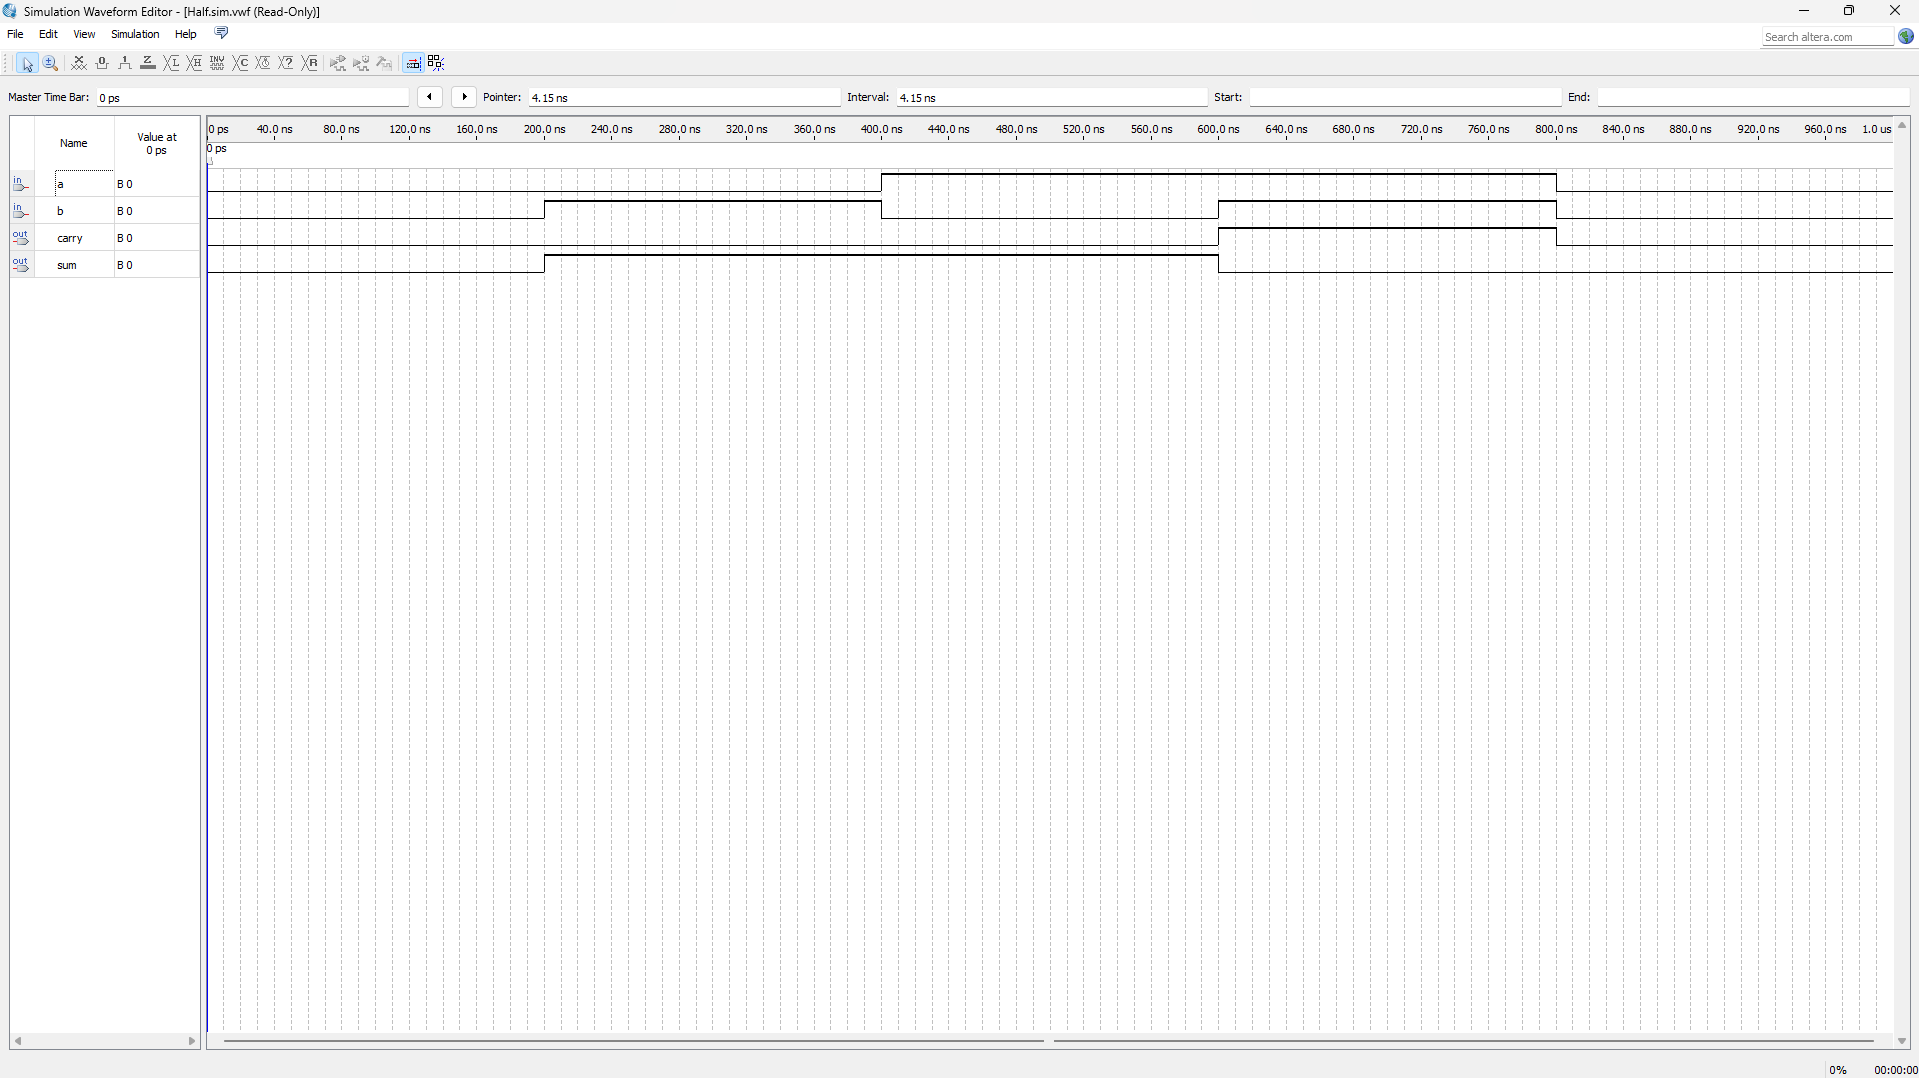 Simulation Waveform Editor - [Half.sim.vwf (Read-Only)]
File Edit View Simulation Help
Search altera.com
Master Time Bar: 0 ps Pointer: 4.15 ns Interval: 4.15 ns Start: End:
Name Value at 0 ps
0 ps 40.0 ns 80.0 ns 120.0 ns 160.0 ns 200.0 ns 240.0 ns 280.0 ns 320.0 ns 360.0 ns 400.0 ns 440.0 ns 480.0 ns 520.0 ns 560.0 ns 600.0 ns 640.0 ns 680.0 ns 720.0 ns 760.0 ns 800.0 ns 840.0 ns 880.0 ns 920.0 ns 960.0 ns 1.0 us
0 ps
in a B 0
in b B 0
out carry B 0
out sum B 0
0% 00:00:00